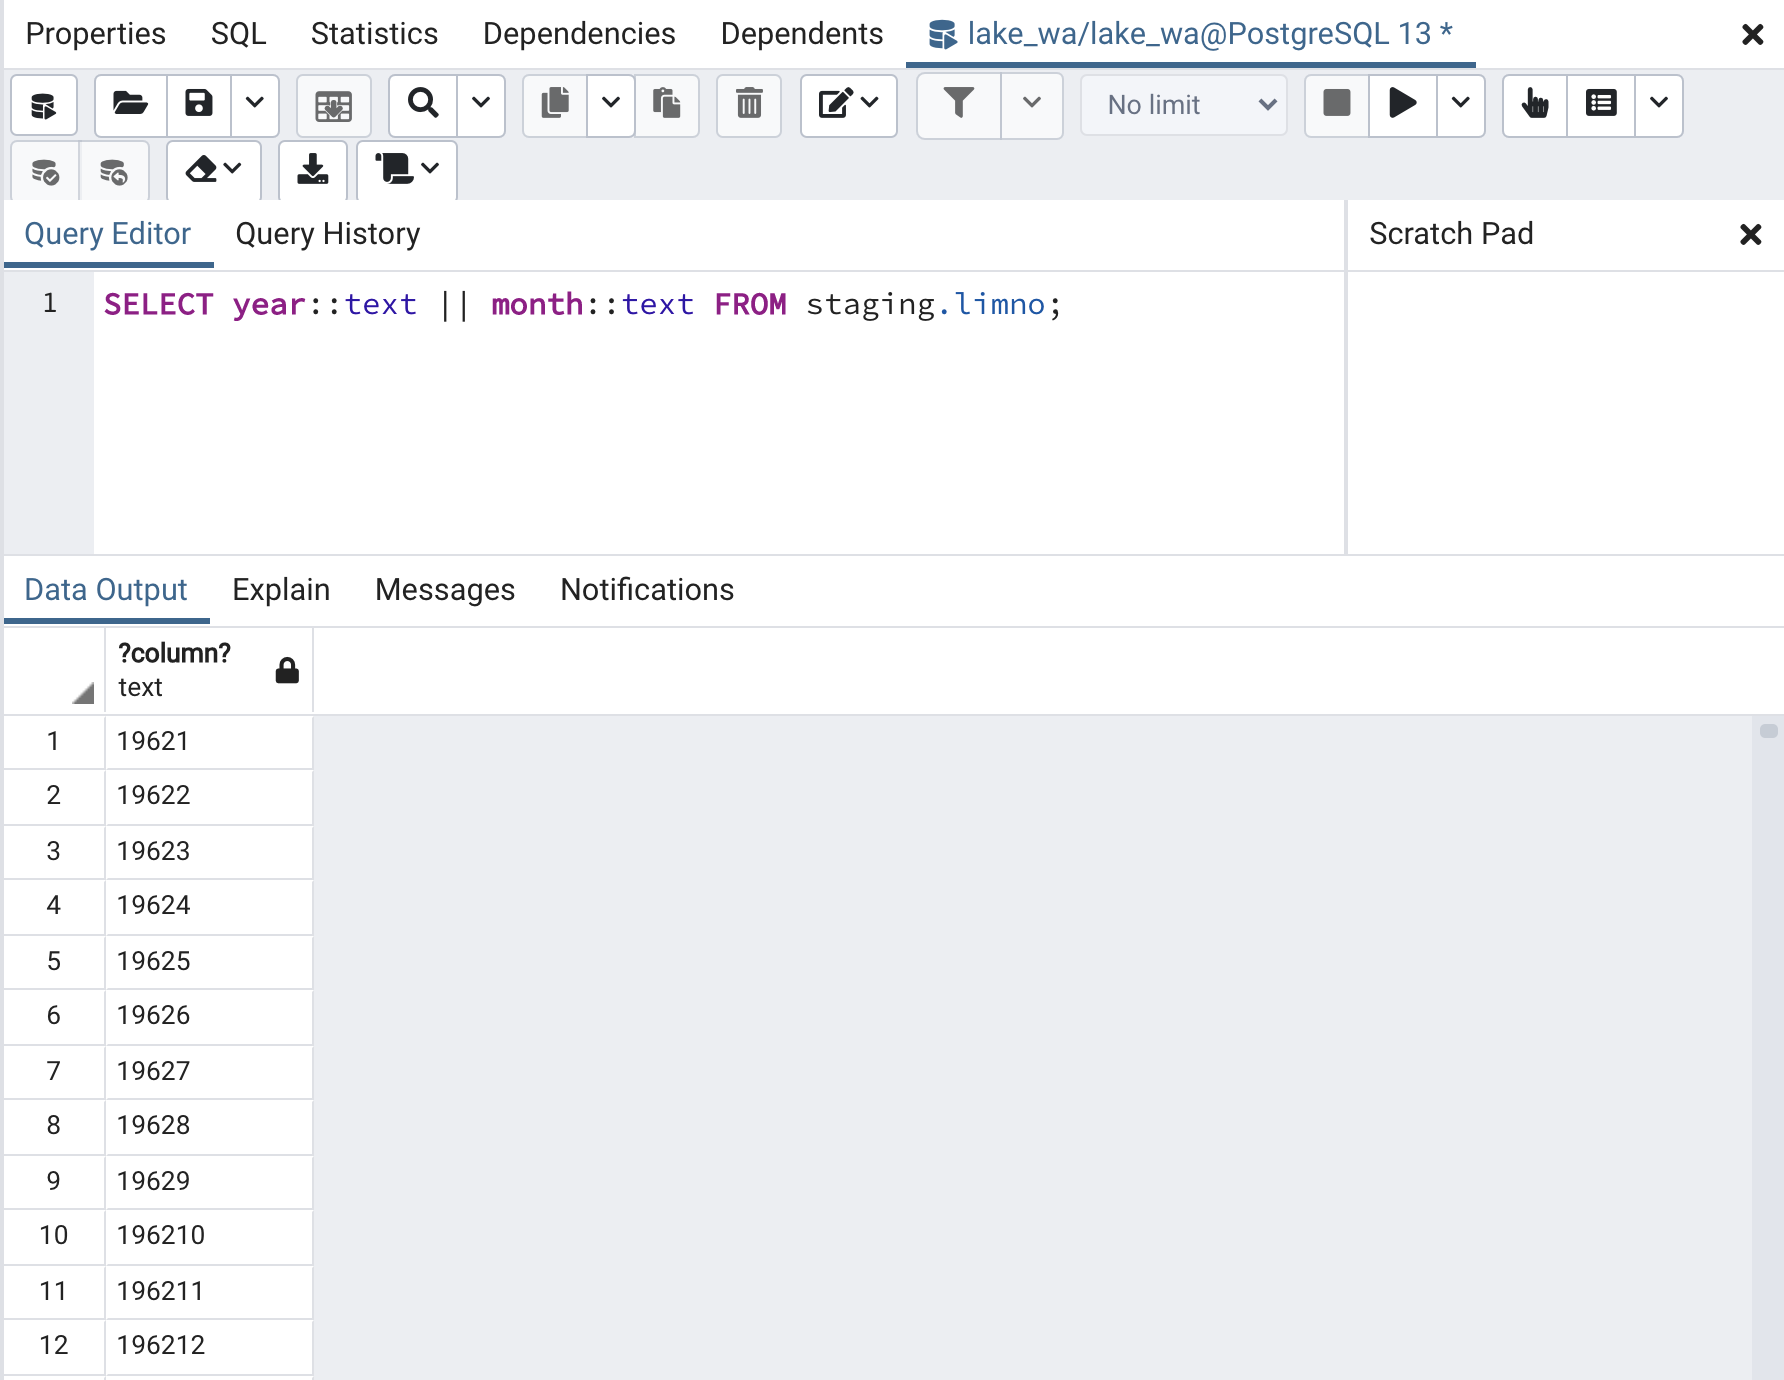 Properties SQL Statistics Dependencies Dependents lake_wa/lake_wa@PostgreSQL 13 *
No limit
Query Editor Query History Scratch Pad
1 SELECT year::text || month::text FROM staging.limno;
Data Output Explain Messages Notifications
?column?
text
1 19621
2 19622
3 19623
4 19624
5 19625
6 19626
7 19627
8 19628
9 19629
10 196210
11 196211
12 196212